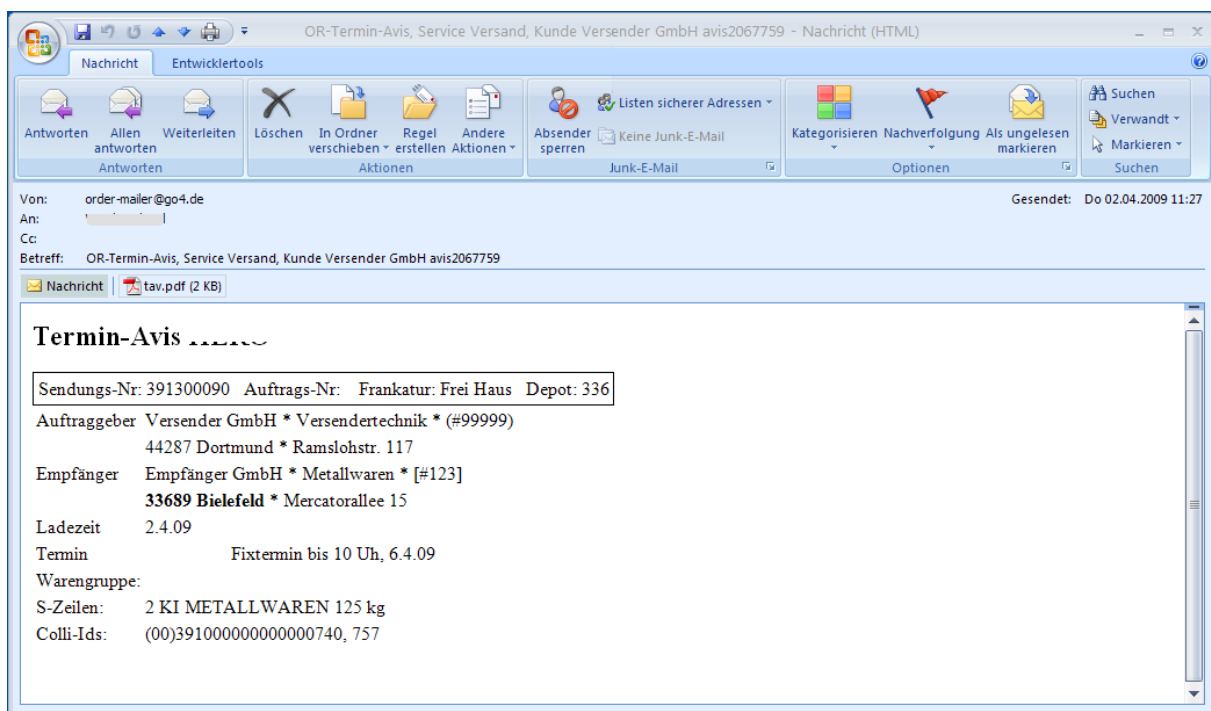 OR-Termin-Avis, Service Versand, Kunde Versender GmbH avis2067759 - Nachricht (HTML)
Nachricht Entwicklertools
Antworten Allen antworten Weiterleiten Löschen In Ordner verschieben Regel erstellen Andere Aktionen Absender sperren Listen sicherer Adressen Keine Junk-E-Mail Kategorisieren Nachverfolgung Als ungelesen markieren Suchen Verwandt Markieren
Antworten Aktionen Junk-E-Mail Optionen Suchen
Von: order-mailer@go4.de Gesendet: Do 02.04.2009 11:27
An:
Cc:
Betreff: OR-Termin-Avis, Service Versand, Kunde Versender GmbH avis2067759
Nachricht tav.pdf (2 KB)
Termin-Avis
Sendungs-Nr: 391300090 Auftrags-Nr: Frankatur: Frei Haus Depot: 336
Auftraggeber Versender GmbH * Versendertechnik * (#99999)
44287 Dortmund * Ramslohstr. 117
Empfänger Empfänger GmbH * Metallwaren * [#123]
33689 Bielefeld * Mercatorallee 15
Ladezeit 2.4.09
Termin Fixtermin bis 10 Uh, 6.4.09
Warengruppe:
S-Zeilen: 2 KI METALLWAREN 125 kg
Colli-Ids: (00)391000000000000740, 757